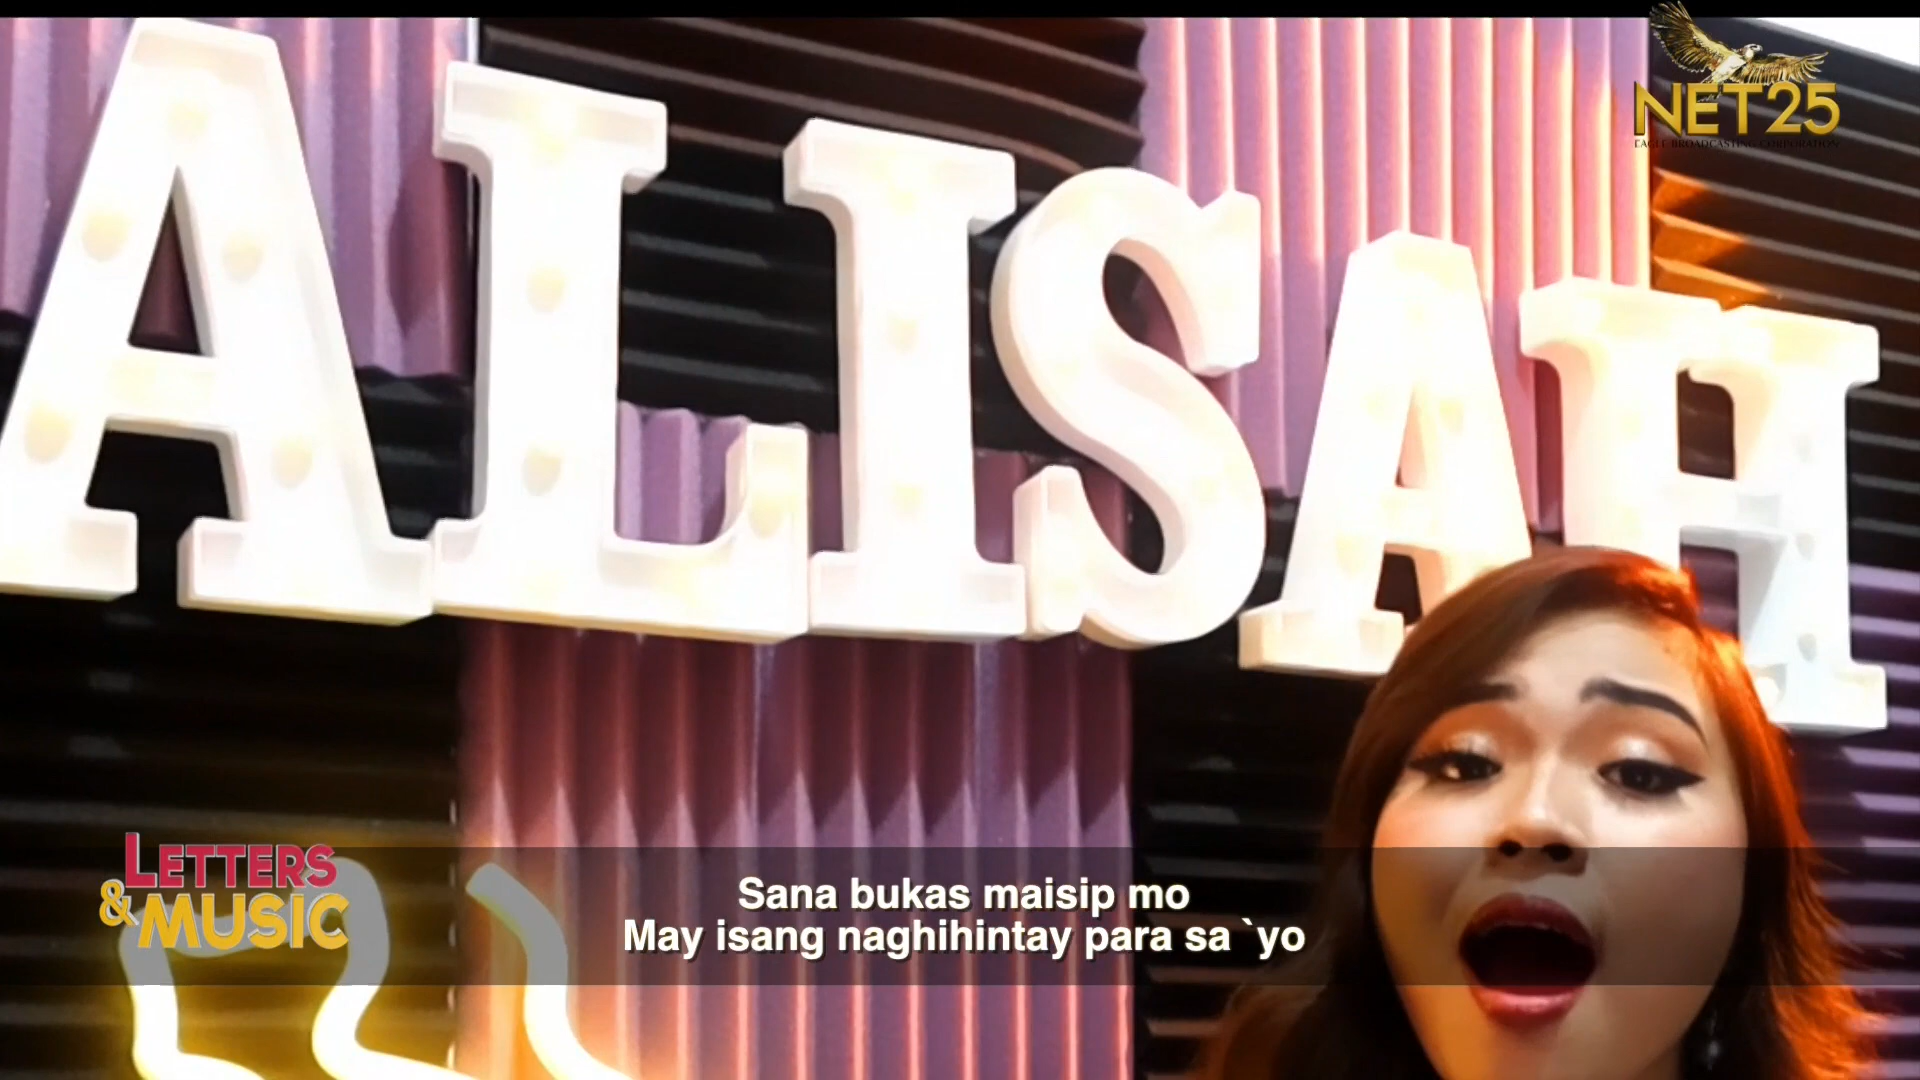 ALISAH
NET25
EAGLE BROADCASTING CORPORATION
LETTERS
& MUSIC
Sana bukas maisip mo
May isang naghihintay para sa `yo